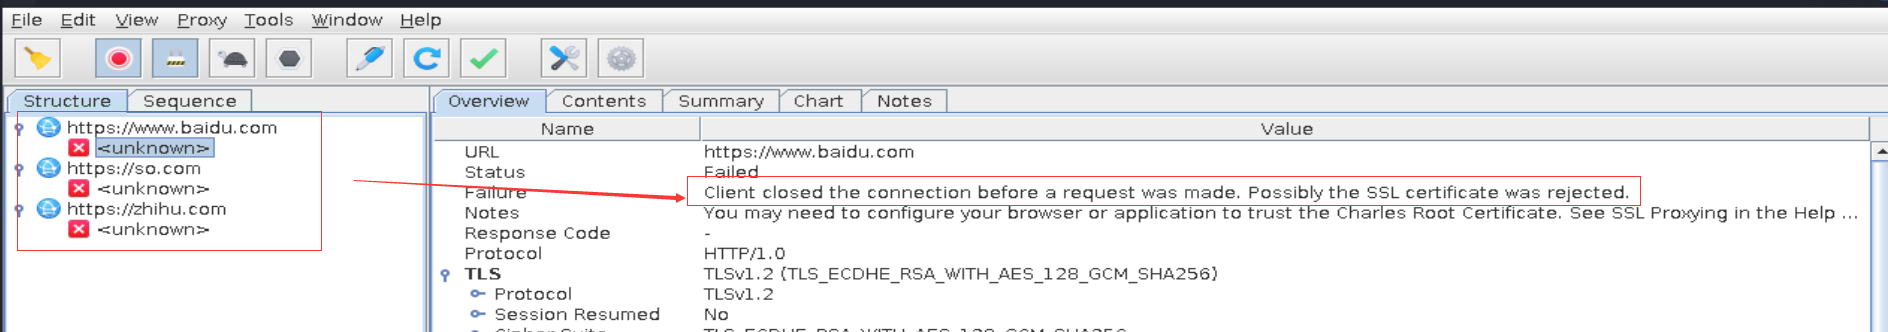 File Edit View Proxy Tools Window Help
Structure Sequence
https://www.baidu.com
<unknown>
https://so.com
<unknown>
https://zhihu.com
<unknown>
Overview Contents Summary Chart Notes
Name Value
URL https://www.baidu.com
Status Failed
Failure Client closed the connection before a request was made. Possibly the SSL certificate was rejected.
Notes You may need to configure your browser or application to trust the Charles Root Certificate. See SSL Proxying in the Help ...
Response Code -
Protocol HTTP/1.0
TLS TLSv1.2 (TLS_ECDHE_RSA_WITH_AES_128_GCM_SHA256)
Protocol TLSv1.2
Session Resumed No
Cipher Suite TLS_ECDHE_RSA_WITH_AES_128_GCM_SHA256